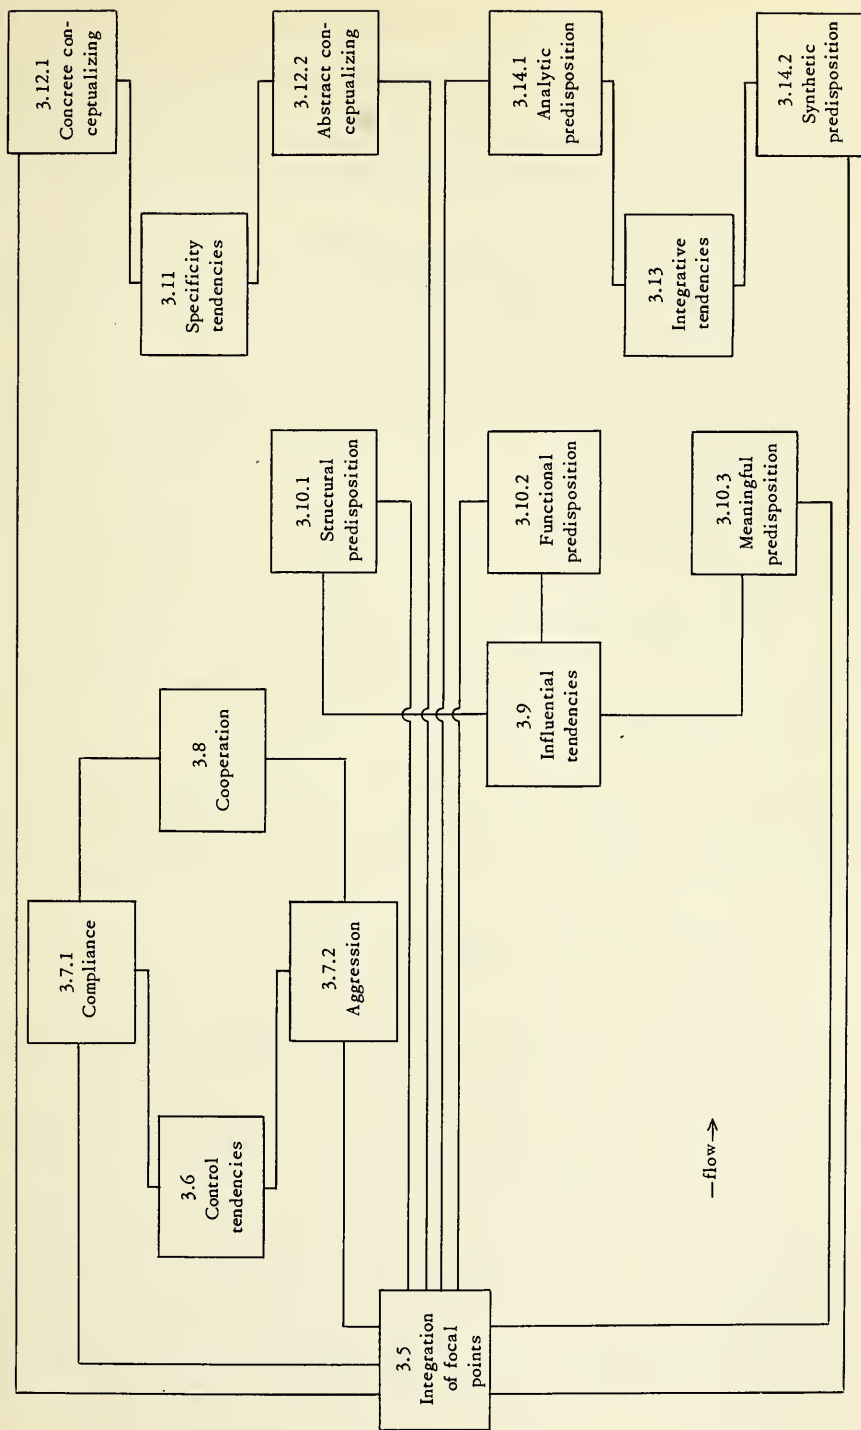 3.5
Integration
of focal
points
3.6
Control
tendencies
3.7.1
Compliance
3.7.2
Aggression
3.8
Cooperation
3.9
Influential
tendencies
3.10.1
Structural
predisposition
3.10.2
Functional
predisposition
3.10.3
Meaningful
predisposition
3.11
Specificity
tendencies
3.12.1
Concrete con-
ceptualizing
3.12.2
Abstract con-
ceptualizing
3.13
Integrative
tendencies
3.14.1
Analytic
predisposition
3.14.2
Synthetic
predisposition
—flow→